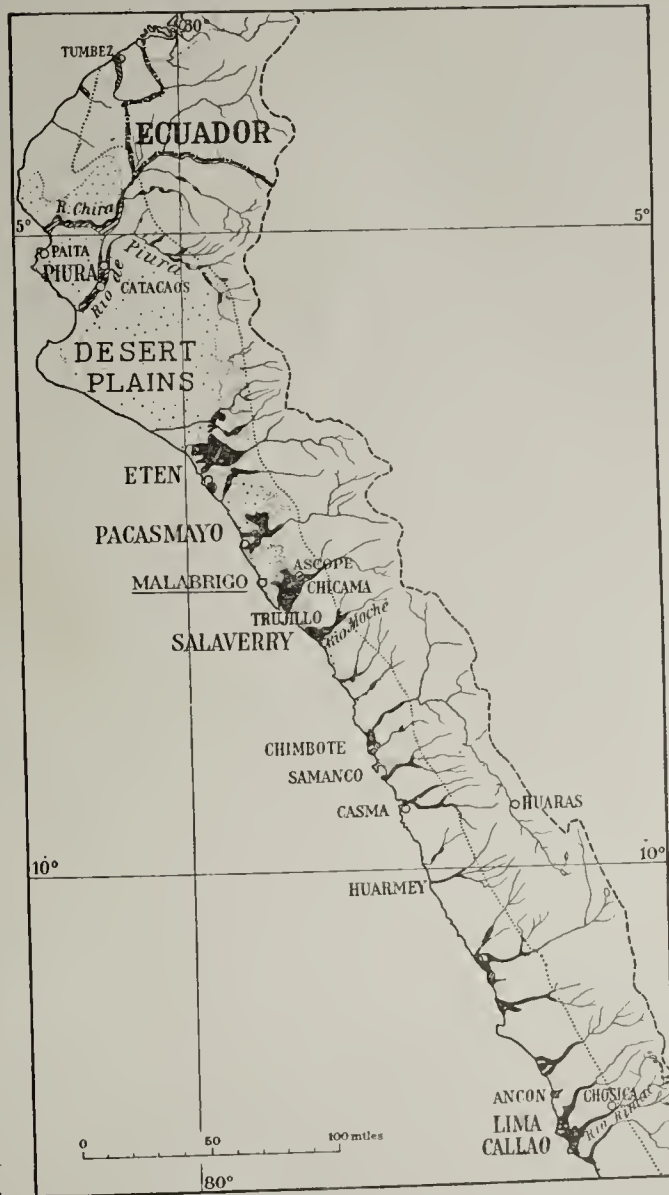 80°
TUMBEZ
ECUADOR
R. Chira
5°
5°
PAITA
PIURA
Rio de Piura
CATACAOS
DESERT
PLAINS
ETEN
PACASMAYO
ASCOPE
MALABRIGO
CHICAMA
TRUJILLO
Rio Moche
SALAVERRY
CHIMBOTE
SAMANCO
HUARAS
CASMA
10°
10°
HUARMEY
ANCON
CHOSICA
Rio Rimac
LIMA
CALLAO
0 50 100 miles
80°